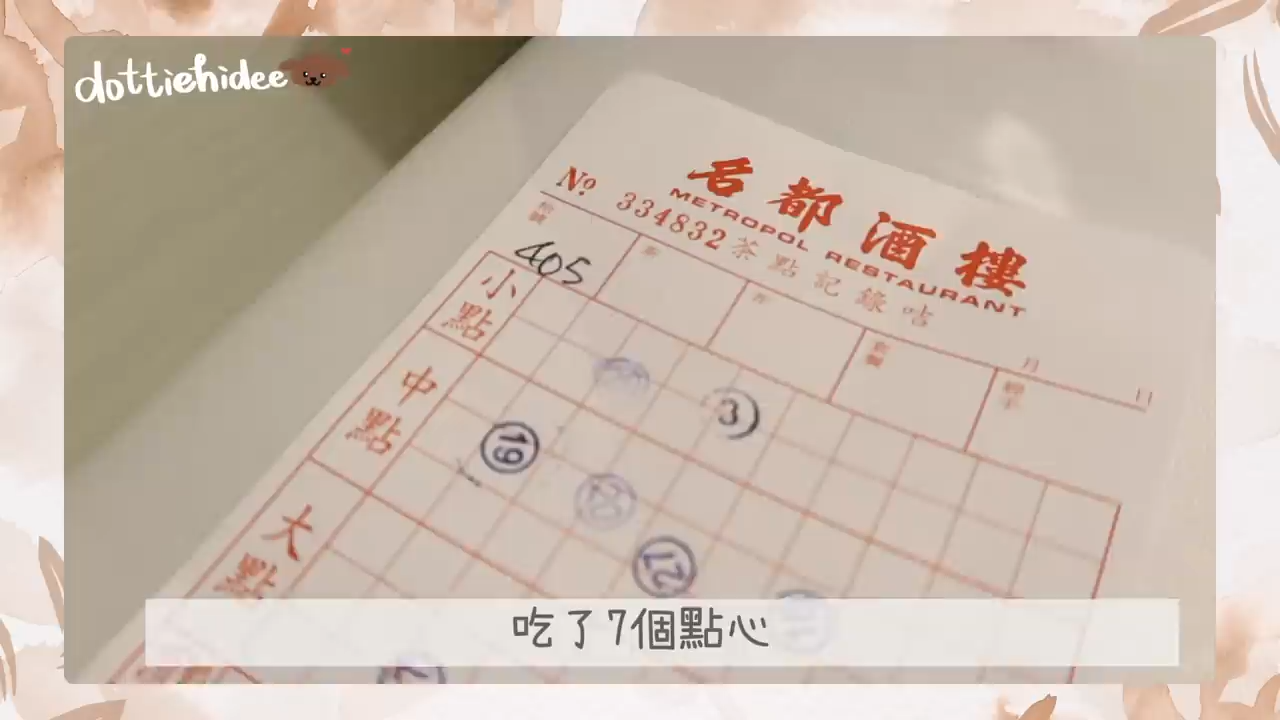 dottiehidee
名都酒樓
METROPOL RESTAURANT
Nº 334832 茶點記錄咭
月 日
405
小點
3
中點
19
20
12
大點
吃了7個點心